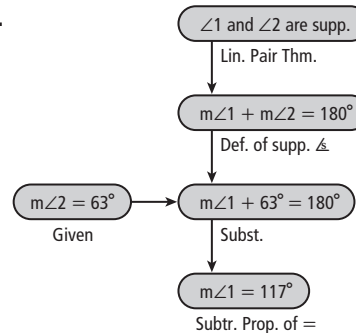 ∠1 and ∠2 are supp.
Lin. Pair Thm.
m∠1 + m∠2 = 180°
Def. of supp. ⦞
m∠2 = 63°
Given
m∠1 + 63° = 180°
Subst.
m∠1 = 117°
Subtr. Prop. of =